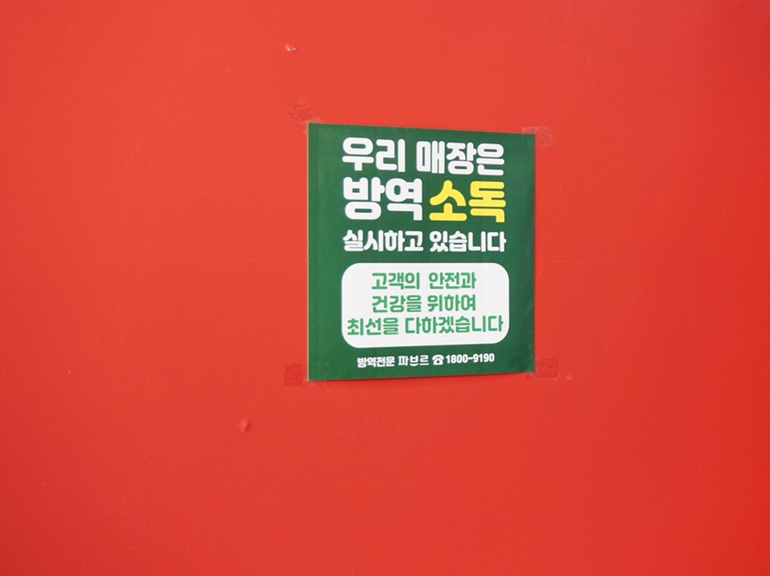 우리 매장은
방역 소독
실시하고 있습니다
고객의 안전과
건강을 위하여
최선을 다하겠습니다
방역전문 파브르 ☎1800-9190